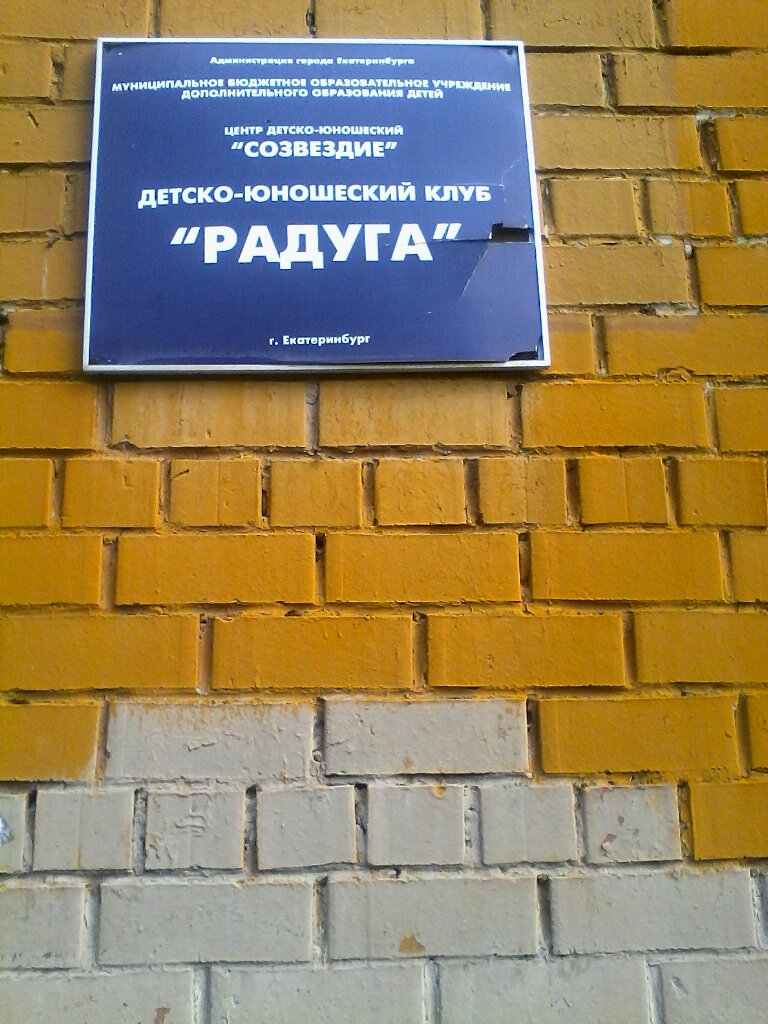 Администрация города Екатеринбурга
МУНИЦИПАЛЬНОЕ БЮДЖЕТНОЕ ОБРАЗОВАТЕЛЬНОЕ УЧРЕЖДЕНИЕ
ДОПОЛНИТЕЛЬНОГО ОБРАЗОВАНИЯ ДЕТЕЙ
ЦЕНТР ДЕТСКО-ЮНОШЕСКИЙ
"СОЗВЕЗДИЕ"
ДЕТСКО-ЮНОШЕСКИЙ КЛУБ
"РАДУГА"
г. Екатеринбург